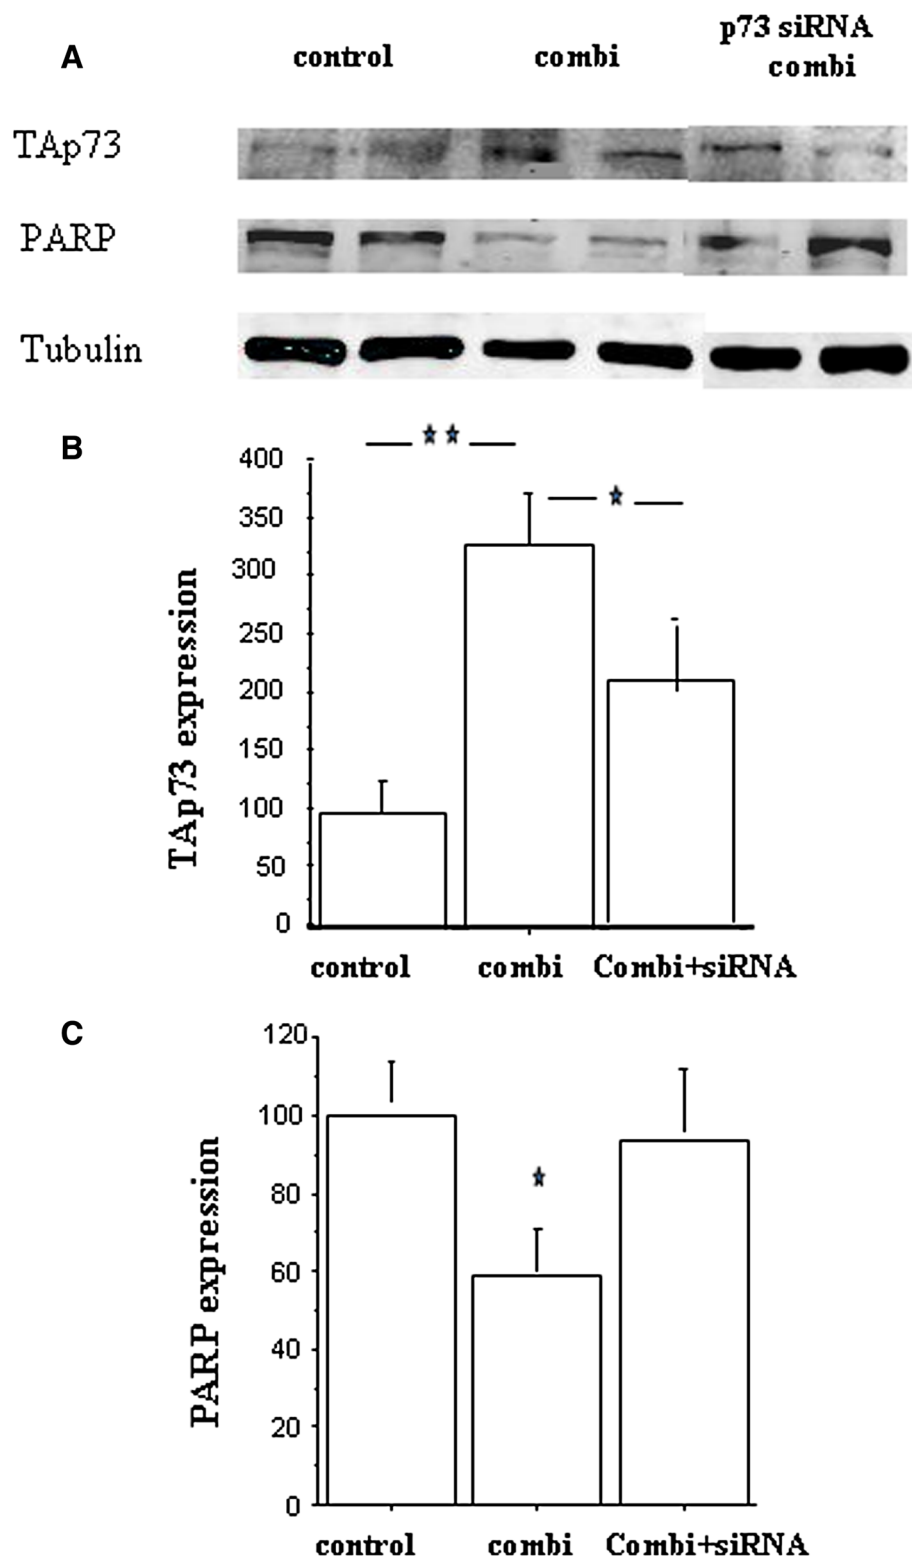 A
control
combi
p73 siRNA
combi
TAp73
PARP
Tubulin
B
400
350
300
250
200
150
100
50
0
TAp73 expression
control
combi
Combi+siRNA
C
120
100
80
60
40
20
0
PARP expression
control
combi
Combi+siRNA